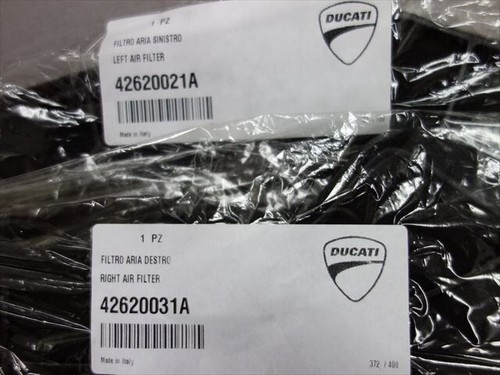 1 PZ
DUCATI
FILTRO ARIA SINISTRO
LEFT AIR FILTER
42620021A
Made in Italy
1 PZ
DUCATI
FILTRO ARIA DESTRO
RIGHT AIR FILTER
42620031A
Made in Italy
372 / 400